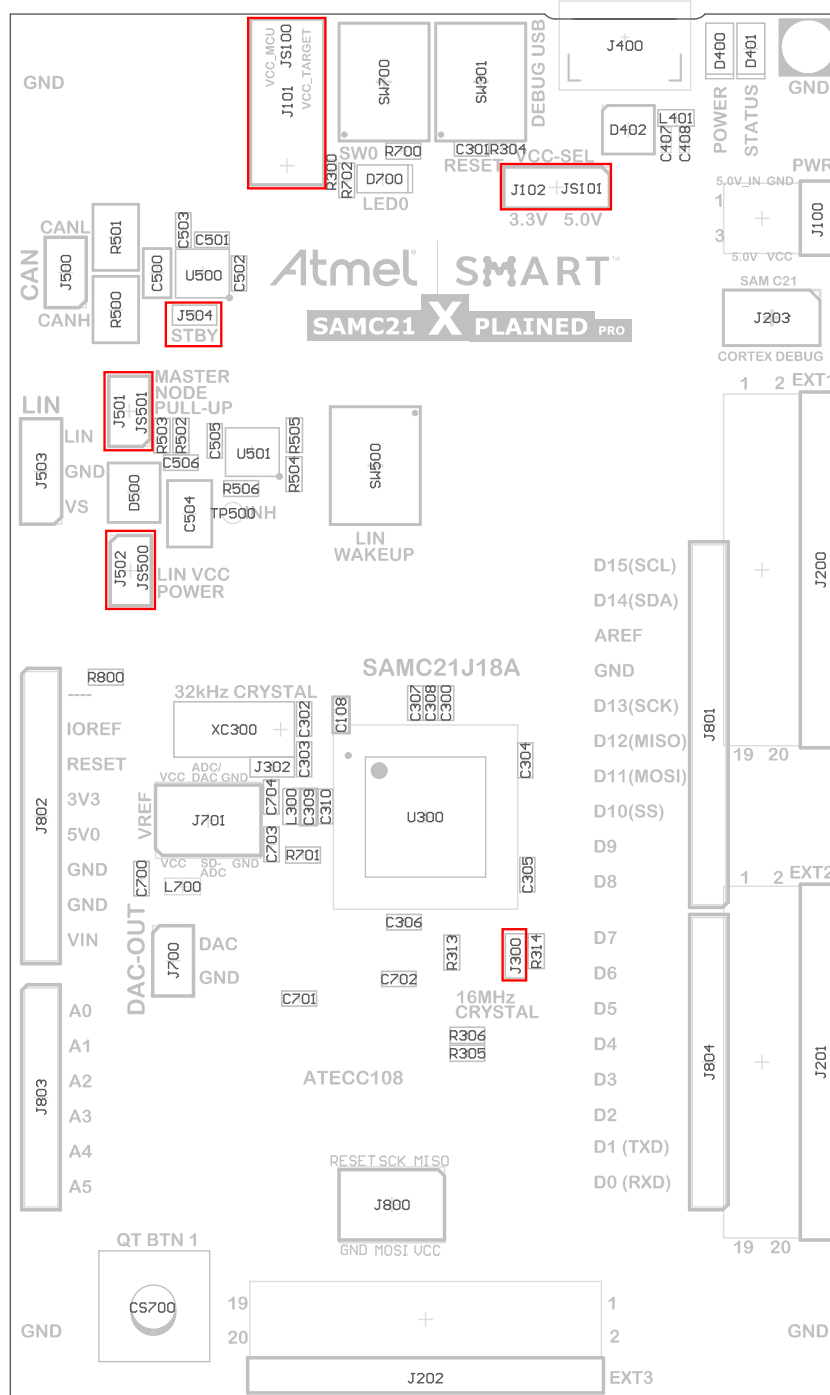 GND
VCC_MCU JS100
J101 VCC_TARGET
SW700
SW301
DEBUG USB
J400
D400
D401
GND
POWER
STATUS
D402
L401
C407
C408
SW0
R700
RESET
C301 R304
VCC-SEL
R300
R702
D700
LED0
J102 JS101
3.3V 5.0V
PWR
5.0V_IN GND
1
3
J100
5.0V VCC
CANL
R501
C503
C501
CAN
J500
C500
U500
C502
CANH
R500
J504
STBY
Atmel SMART™
SAMC21 XPLAINED PRO
SAM C21
J203
CORTEX DEBUG
1 2 EXT1
LIN
J501
JS501
MASTER
NODE
PULL-UP
LIN
J503
GND
VS
R503
R502
C506
C505
U501
R505
R504
R506
D500
C504
TP500
INH
SW500
LIN
WAKEUP
J502
JS500
LIN VCC
POWER
J200
19 20
D15(SCL)
D14(SDA)
AREF
GND
D13(SCK)
D12(MISO)
D11(MOSI)
D10(SS)
D9
D8
J801
SAMC21J18A
R800
----
IOREF
RESET
3V3
5V0
GND
GND
VIN
J802
32kHz CRYSTAL
XC300
C302
C303
C108
C307
C308
C300
C304
J302
VCC ADC/ DAC GND
VREF
J701
VCC SD- ADC GND
C704
C703
L300
C309
C310
R701
U300
C305
C700
L700
C306
1 2 EXT2
DAC-OUT
J700
DAC
GND
C701
C702
R313
J300
R314
16MHz
CRYSTAL
R306
R305
D7
D6
D5
D4
D3
D2
D1 (TXD)
D0 (RXD)
J804
J201
19 20
A0
A1
A2
A3
A4
A5
J803
ATECC108
RESET SCK MISO
J800
GND MOSI VCC
QT BTN 1
CS700
GND
19
20
1
2
GND
J202
EXT3